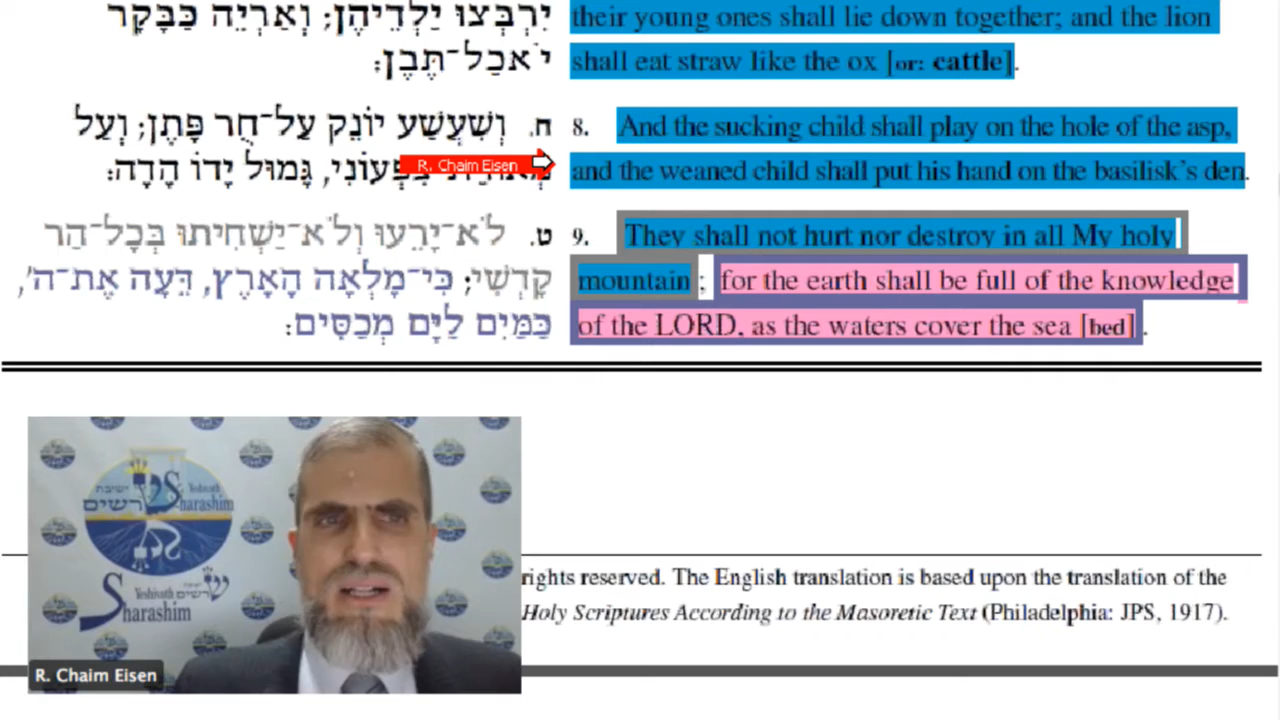 יִרְבְּצוּ יַלְדֵיהֶן; וְאַרְיֵה כַּבָּקָר
their young ones shall lie down together; and the lion
יֹאכַל־תֶּבֶן:
shall eat straw like the ox [or: cattle].
ח. וְשִׁעֲשַׁע יוֹנֵק עַל־חֻר פָּתֶן; וְעַל
8. And the sucking child shall play on the hole of the asp,
צִפְעוֹנִי, גָּמוּל יָדוֹ הָדָה:
R. Chaim Eisen
and the weaned child shall put his hand on the basilisk's den.
ט. לֹא־יָרֵעוּ וְלֹא־יַשְׁחִיתוּ בְּכָל־הַר
9. They shall not hurt nor destroy in all My holy
קָדְשִׁי; כִּי־מָלְאָה הָאָרֶץ, דֵּעָה אֶת־ה',
mountain ; for the earth shall be full of the knowledge
כַּמַּיִם לַיָּם מְכַסִּים:
of the LORD, as the waters cover the sea [bed] .
ישיבת שרשים
Yeshivath Sharashim
Yeshivath שרשים
Sharashim
rights reserved. The English translation is based upon the translation of the
Holy Scriptures According to the Masoretic Text (Philadelphia: JPS, 1917).
R. Chaim Eisen